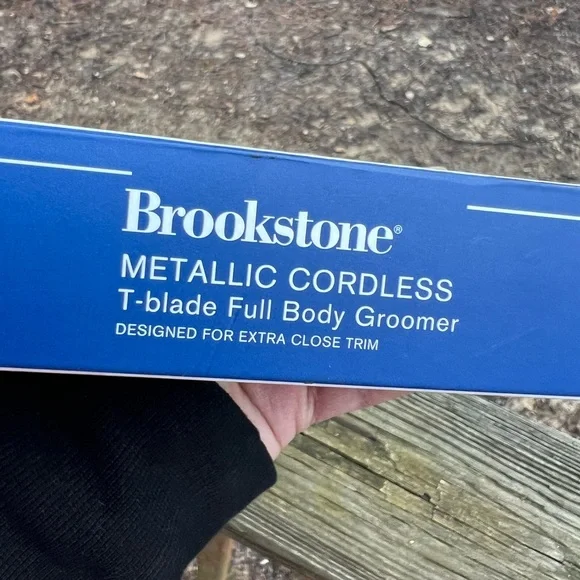 Brookstone®
METALLIC CORDLESS
T-blade Full Body Groomer
DESIGNED FOR EXTRA CLOSE TRIM